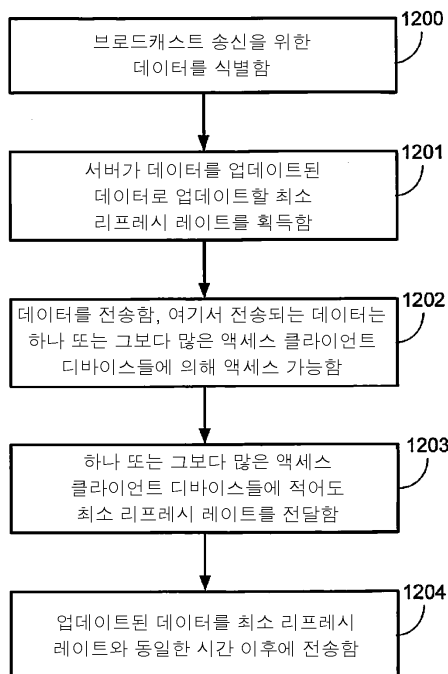 1200
브로드캐스트 송신을 위한
데이터를 식별함
1201
서버가 데이터를 업데이트된
데이터로 업데이트할 최소
리프레시 레이트를 획득함
1202
데이터를 전송함, 여기서 전송되는 데이터는
하나 또는 그보다 많은 액세스 클라이언트
디바이스들에 의해 액세스 가능함
1203
하나 또는 그보다 많은 액세스
클라이언트 디바이스들에 적어도
최소 리프레시 레이트를 전달함
1204
업데이트된 데이터를 최소 리프레시
레이트와 동일한 시간 이후에 전송함